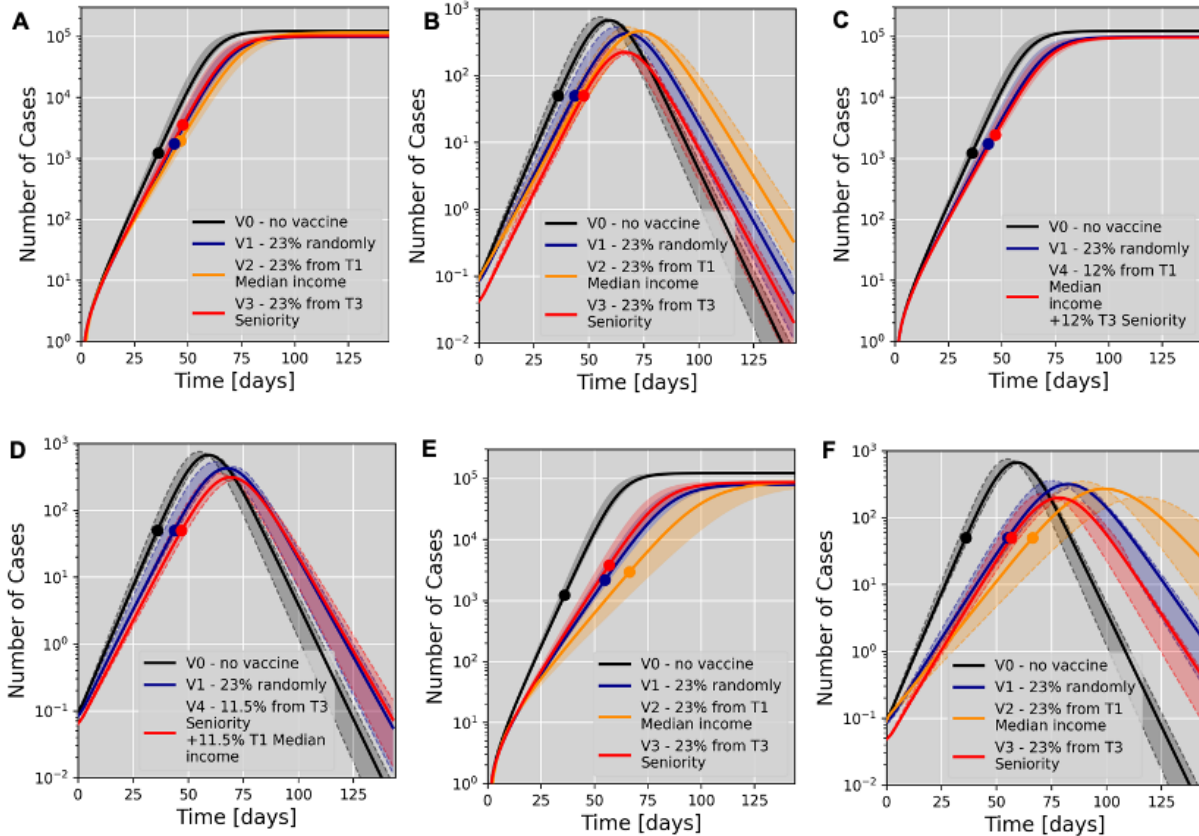 A
Number of Cases
10^5
10^4
10^3
10^2
10^1
10^0
V0 - no vaccine
V1 - 23% randomly
V2 - 23% from T1
Median income
V3 - 23% from T3
Seniority
0 25 50 75 100 125
Time [days]
B
Number of Cases
10^3
10^2
10^1
10^0
10^-1
10^-2
V0 - no vaccine
V1 - 23% randomly
V2 - 23% from T1
Median income
V3 - 23% from T3
Seniority
0 25 50 75 100 125
Time [days]
C
Number of Cases
10^5
10^4
10^3
10^2
10^1
10^0
V0 - no vaccine
V1 - 23% randomly
V4 - 12% from T1
Median
income
+12% T3 Seniority
0 25 50 75 100 125
Time [days]
D
Number of Cases
10^3
10^2
10^1
10^0
10^-1
10^-2
V0 - no vaccine
V1 - 23% randomly
V4 - 11.5% from T3
Seniority
+11.5% T1 Median
income
0 25 50 75 100 125
Time [days]
E
Number of Cases
10^5
10^4
10^3
10^2
10^1
10^0
V0 - no vaccine
V1 - 23% randomly
V2 - 23% from T1
Median income
V3 - 23% from T3
Seniority
0 25 50 75 100 125
Time [days]
F
Number of Cases
10^3
10^2
10^1
10^0
10^-1
10^-2
V0 - no vaccine
V1 - 23% randomly
V2 - 23% from T1
Median income
V3 - 23% from T3
Seniority
0 25 50 75 100 125
Time [days]